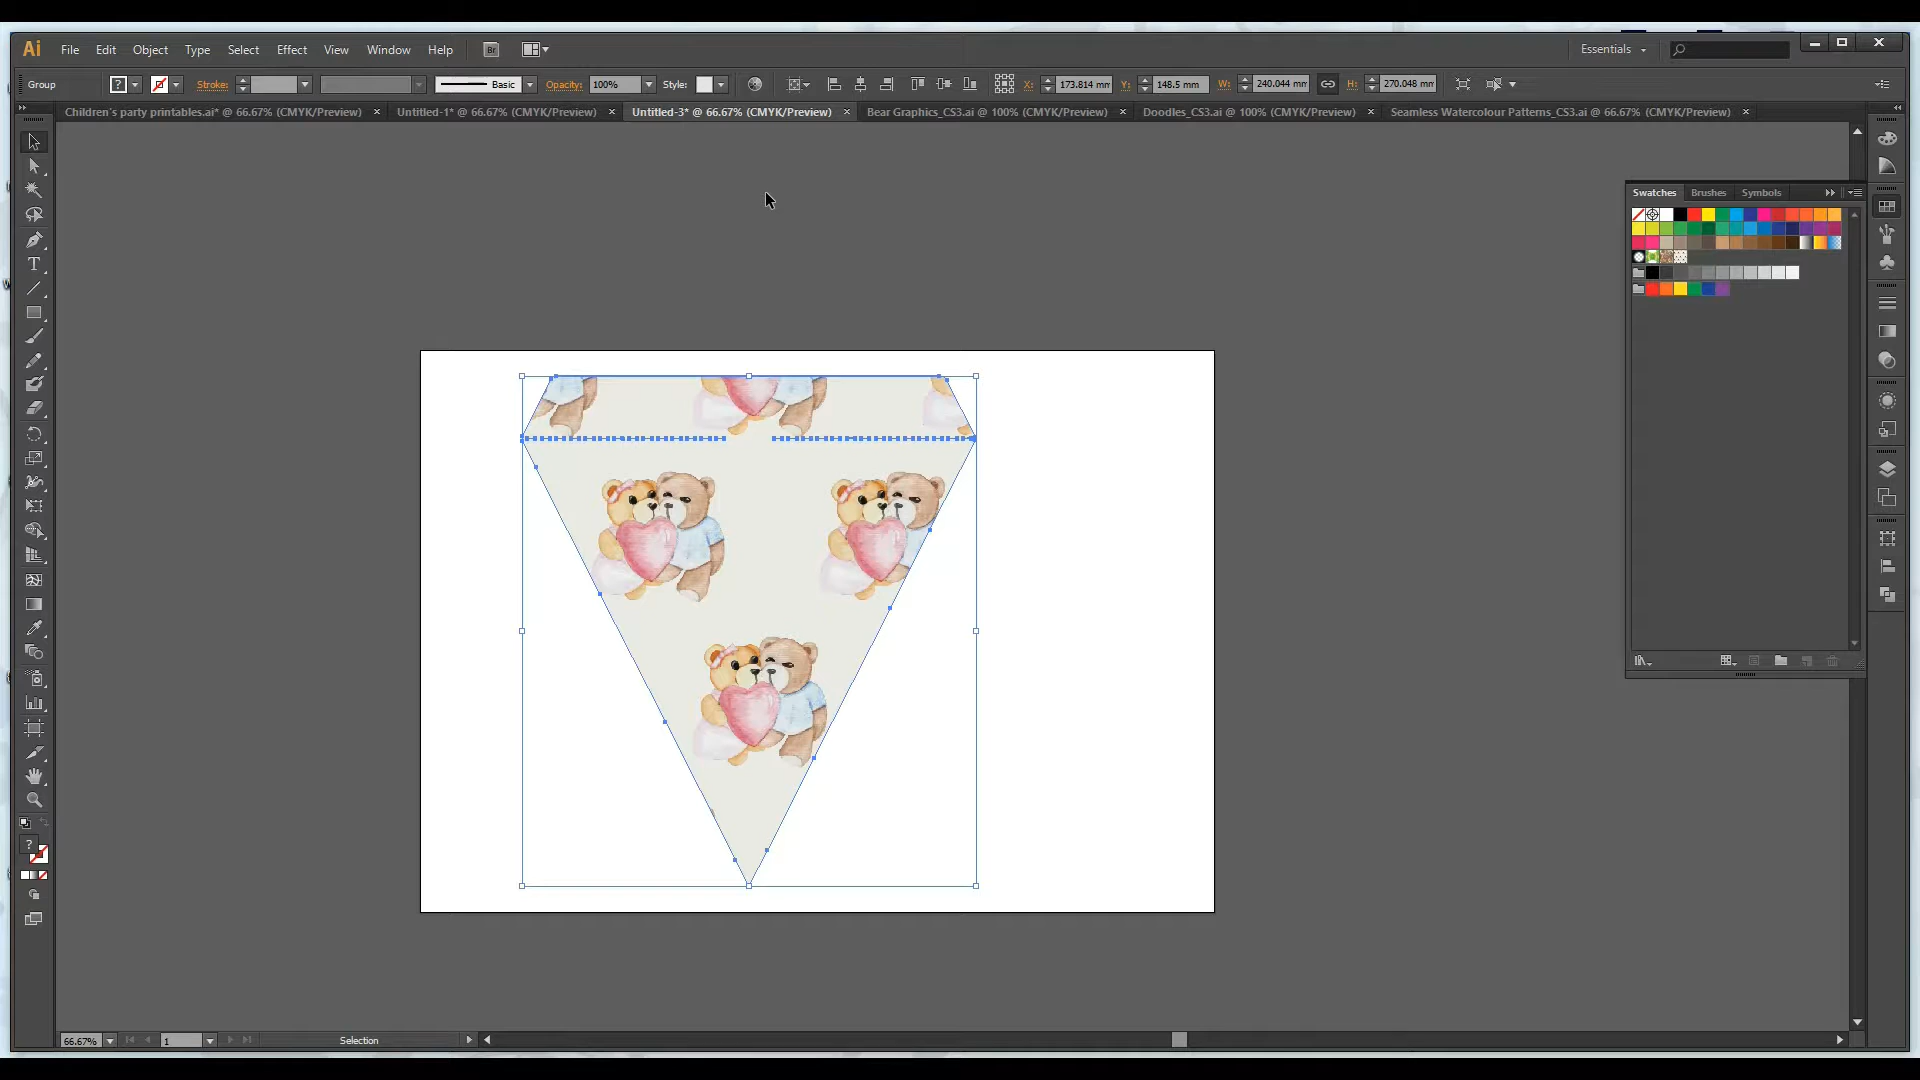 Ai File Edit Object Type Select Effect View Window Help Br Essentials
Group ? Stroke: Basic Opacity: 100% Style: X: 173.814 mm Y: 148.5 mm W: 240.044 mm H: 270.048 mm
Children's party printables.ai* @ 66.67% (CMYK/Preview) × Untitled-1* @ 66.67% (CMYK/Preview) × Untitled-3* @ 66.67% (CMYK/Preview) × Bear Graphics_CS3.ai @ 100% (CMYK/Preview) × Doodles_CS3.ai @ 100% (CMYK/Preview) × Seamless Watercolour Patterns_CS3.ai @ 66.67% (CMYK/Preview) ×
Swatches Brushes Symbols
T
?
66.67% 1 Selection